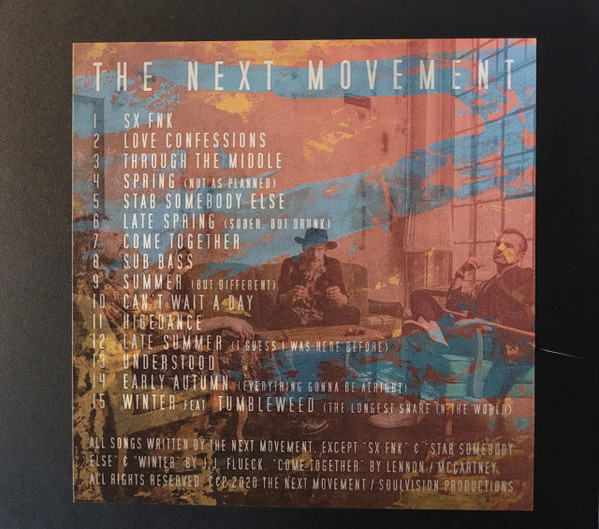 THE NEXT MOVEMENT
1 SX FNK
2 LOVE CONFESSIONS
3 THROUGH THE MIDDLE
4 SPRING (NOT AS PLANNED)
5 STAB SOMEBODY ELSE
6 LATE SPRING (SOBER, BUT DRUNK)
7 COME TOGETHER
8 SUB BASS
9 SUMMER (BUT DIFFERENT)
10 CAN'T WAIT A DAY
11 RICEDANCE
12 LATE SUMMER (I GUESS I WAS HERE BEFORE)
13 UNDERSTOOD
14 EARLY AUTUMN (EVERYTHING GONNA BE ALRIGHT)
15 WINTER FEAT. TUMBLEWEED (THE LONGEST SNARE IN THE WORLD)
ALL SONGS WRITTEN BY THE NEXT MOVEMENT, EXCEPT "SX FNK" & "STAB SOMEBODY
ELSE" & "WINTER" BY J.J. FLUECK, "COME TOGETHER" BY LENNON / MCCARTNEY.
ALL RIGHTS RESERVED. ©℗ 2020 THE NEXT MOVEMENT / SOULVISION PRODUCTIONS